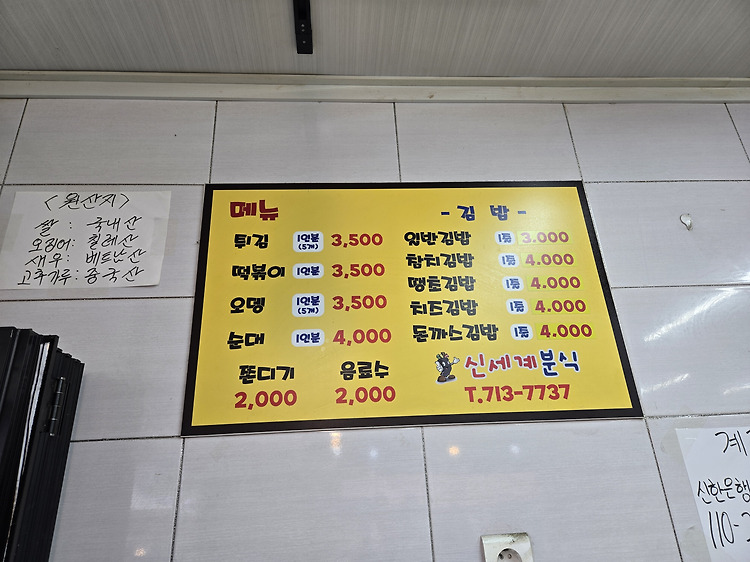 <원산지>
쌀 : 국내산
오징어: 칠레산
새우: 베트남산
고추가루: 중국산
메뉴
튀김 1인분 (5개) 3,500
떡볶이 1인분 3,500
오뎅 1인분 (5개) 3,500
순대 1인분 4,000
쫀디기 음료수
2,000 2,000
- 김 밥 -
일반김밥 1줄 3.000
참치김밥 1줄 4.000
땡초김밥 1줄 4.000
치즈김밥 1줄 4.000
돈까스김밥 1줄 4.000
신세계분식
T.713-7737
신한은행
110-